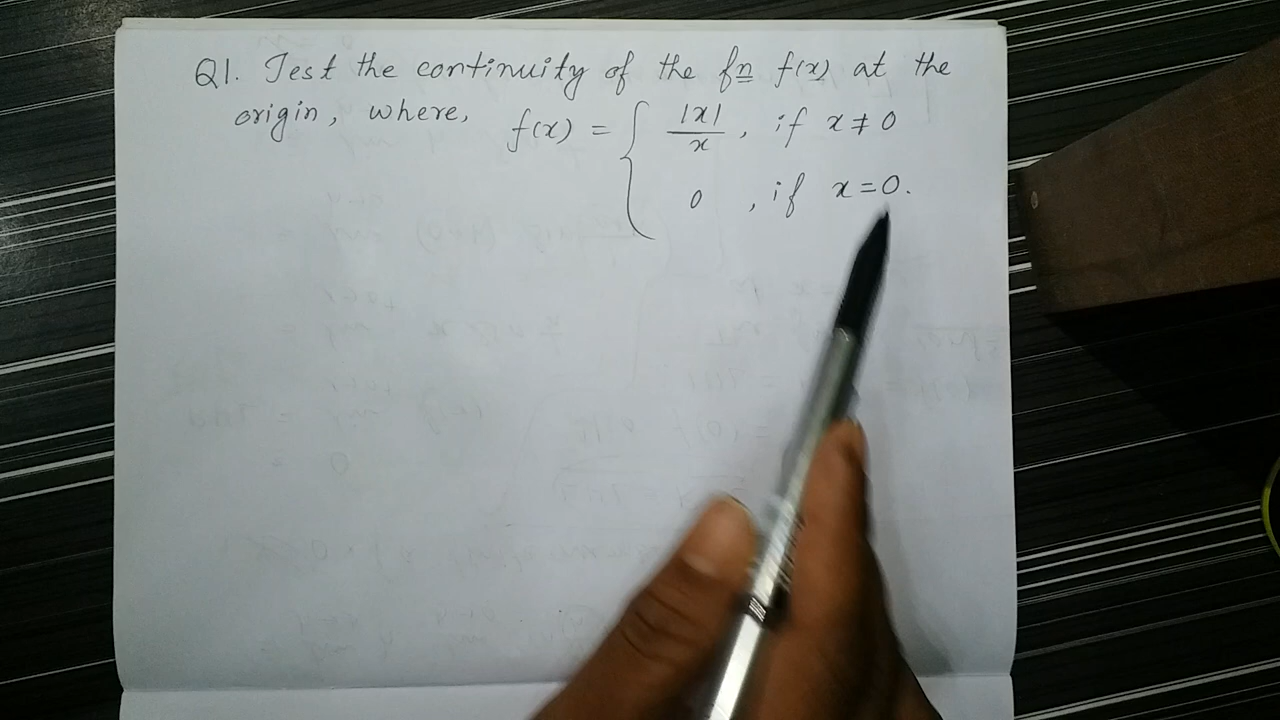 Q1. Test the continuity of the fn f(x) at the
origin, where, f(x) = { |x|/x , if x ≠ 0
0 , if x = 0.